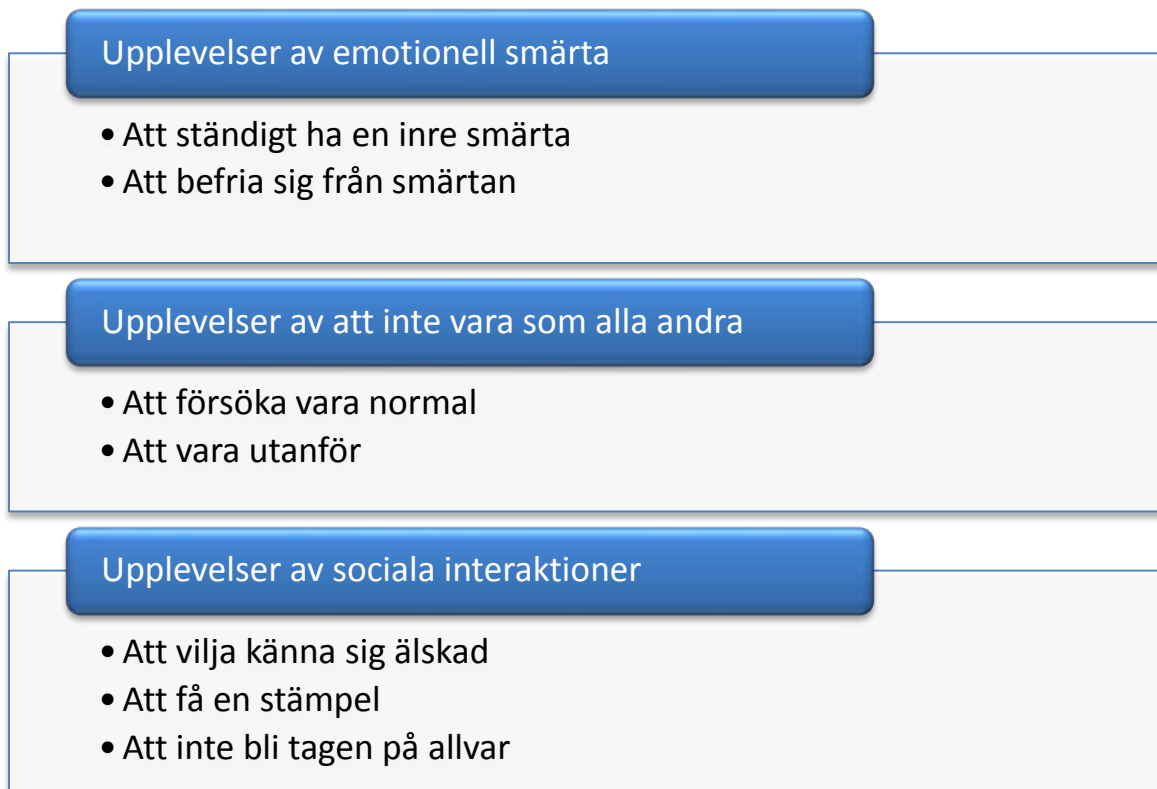 Upplevelser av emotionell smärta
• Att ständigt ha en inre smärta
• Att befria sig från smärtan
Upplevelser av att inte vara som alla andra
• Att försöka vara normal
• Att vara utanför
Upplevelser av sociala interaktioner
• Att vilja känna sig älskad
• Att få en stämpel
• Att inte bli tagen på allvar